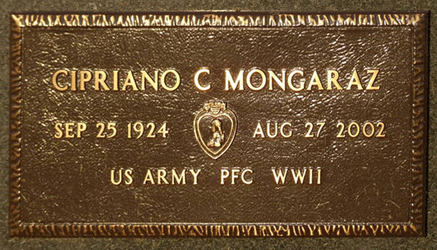 CIPRIANO C MONGARAZ
SEP 25 1924 AUG 27 2002
US ARMY PFC WWII